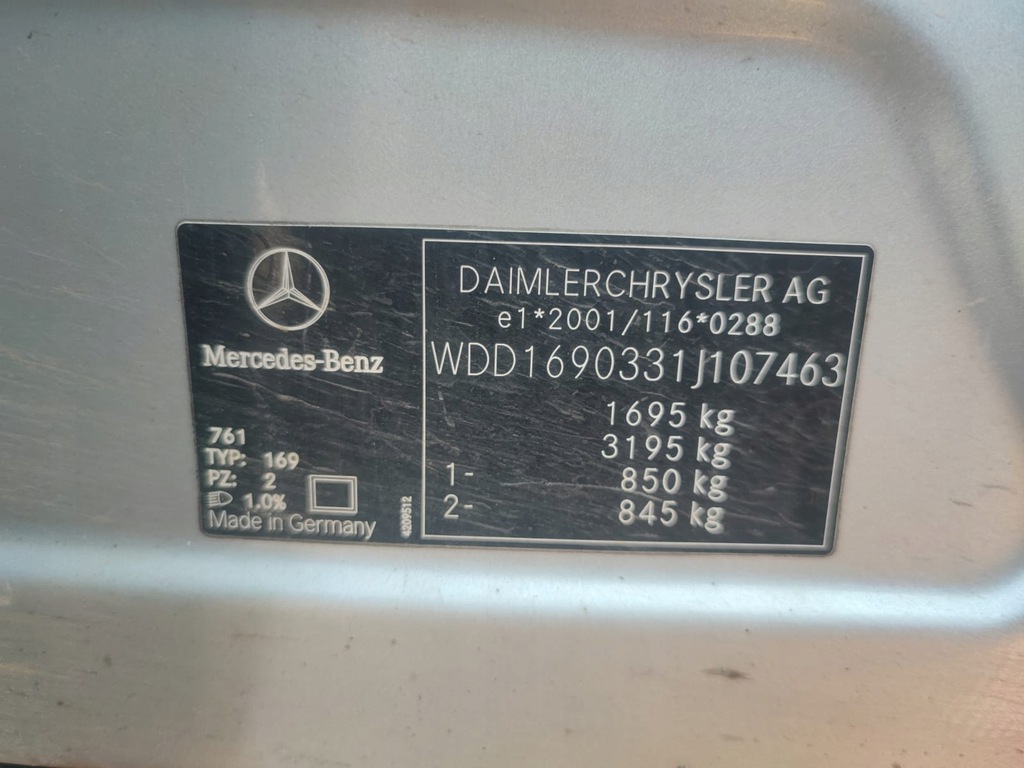 Mercedes-Benz
761
TYP: 169
PZ: 2
1.0%
Made in Germany
4209512
DAIMLERCHRYSLER AG
e1*2001/116*0288
WDD1690331J107463
1695 kg
3195 kg
1- 850 kg
2- 845 kg